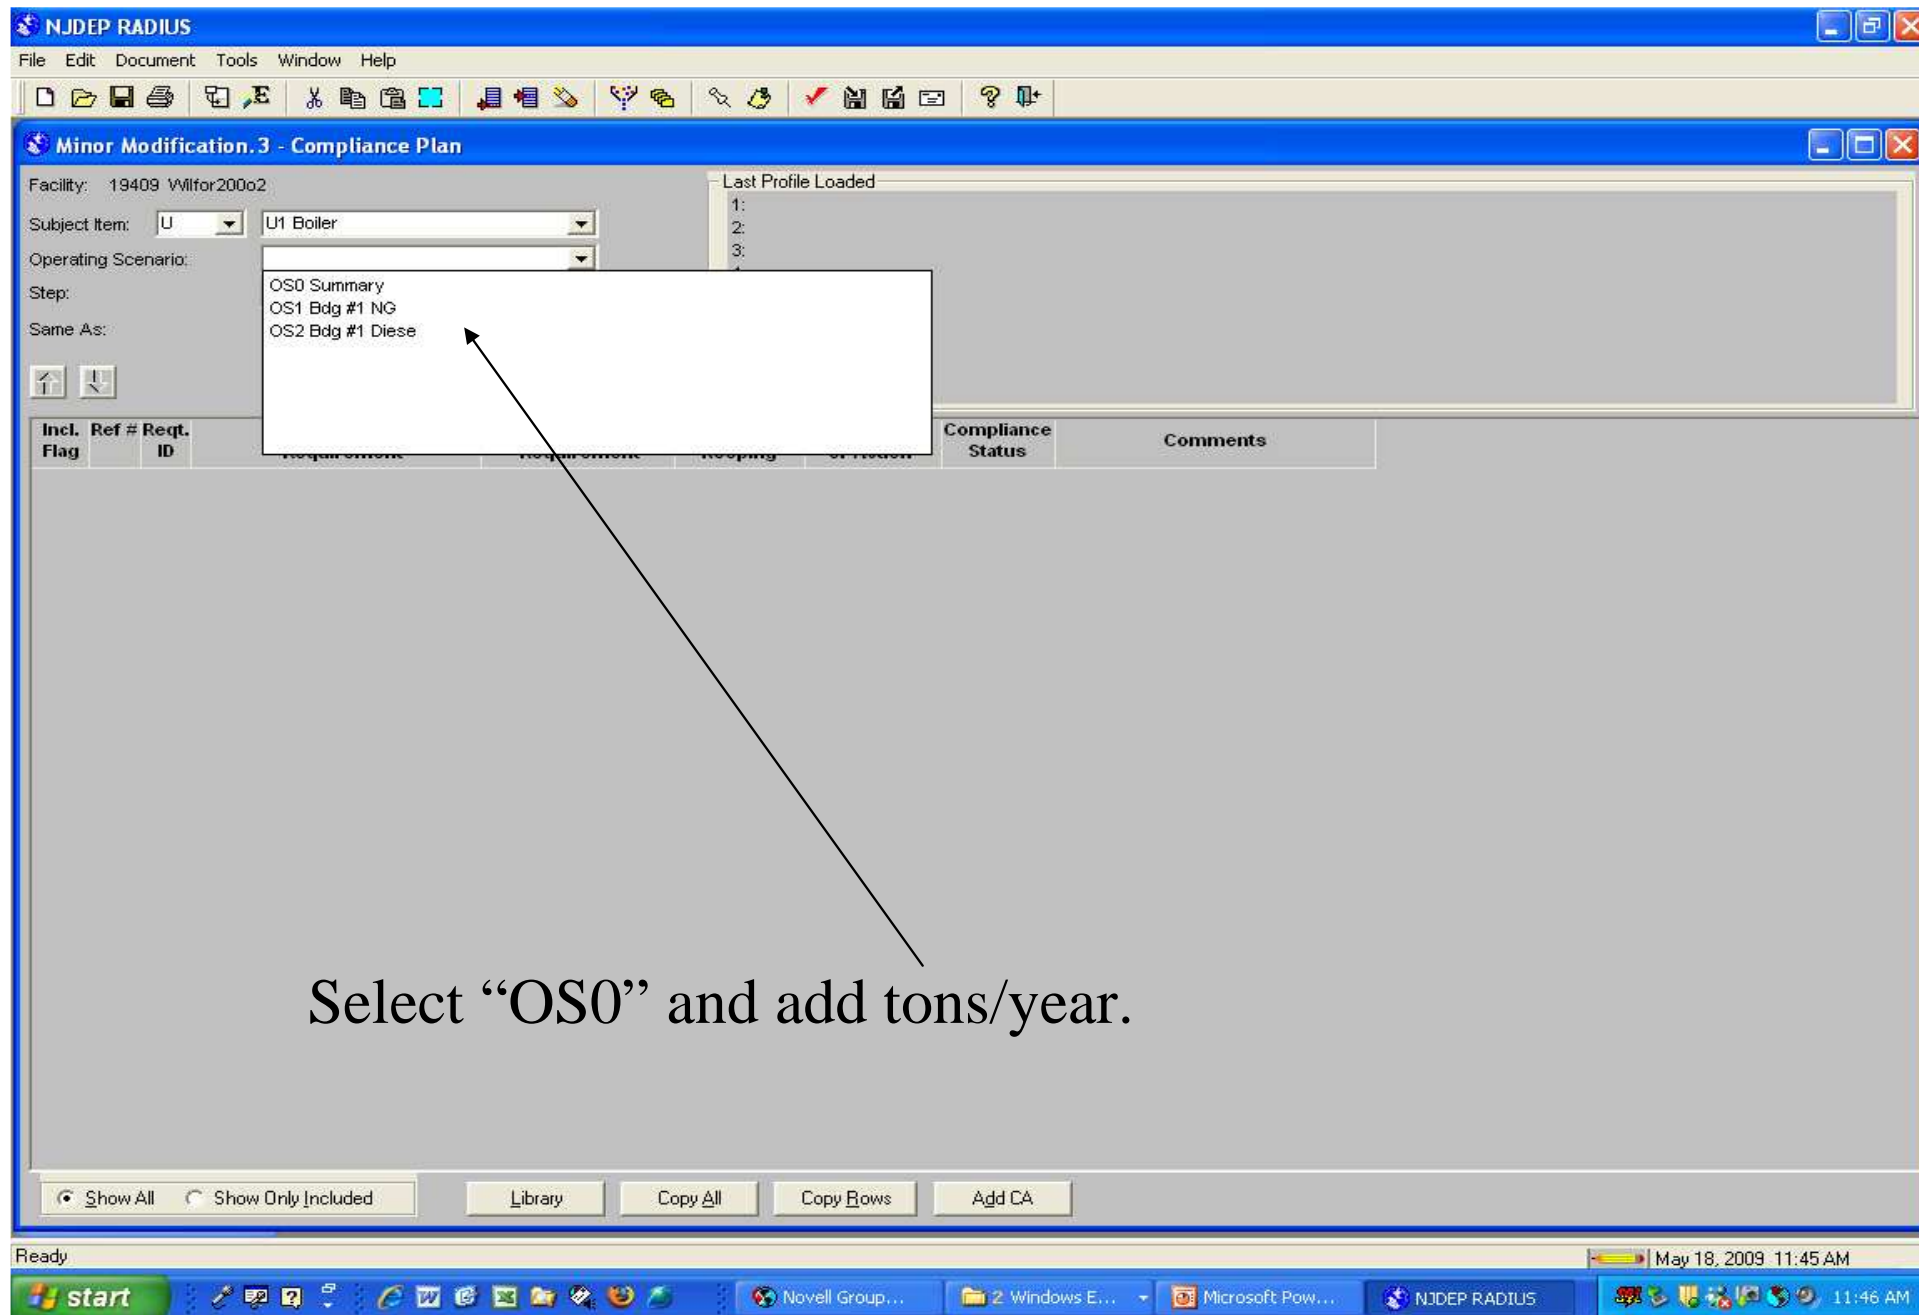 NJDEP RADIUS
File Edit Document Tools Window Help
Minor Modification.3 - Compliance Plan
Facility: 19409 Wilfor200o2
Last Profile Loaded
1:
Subject Item: U U1 Boiler
2:
3:
Operating Scenario:
OS0 Summary
Step:
OS1 Bdg #1 NG
Same As:
OS2 Bdg #1 Diese
Incl. Flag
Ref #
Reqt. ID
Compliance Status
Comments
Select “OS0” and add tons/year.
Show All Show Only Included Library Copy All Copy Rows Add CA
Ready
May 18, 2009 11:45 AM
start Novell Group... 2 Windows E... Microsoft Pow... NJDEP RADIUS 11:46 AM